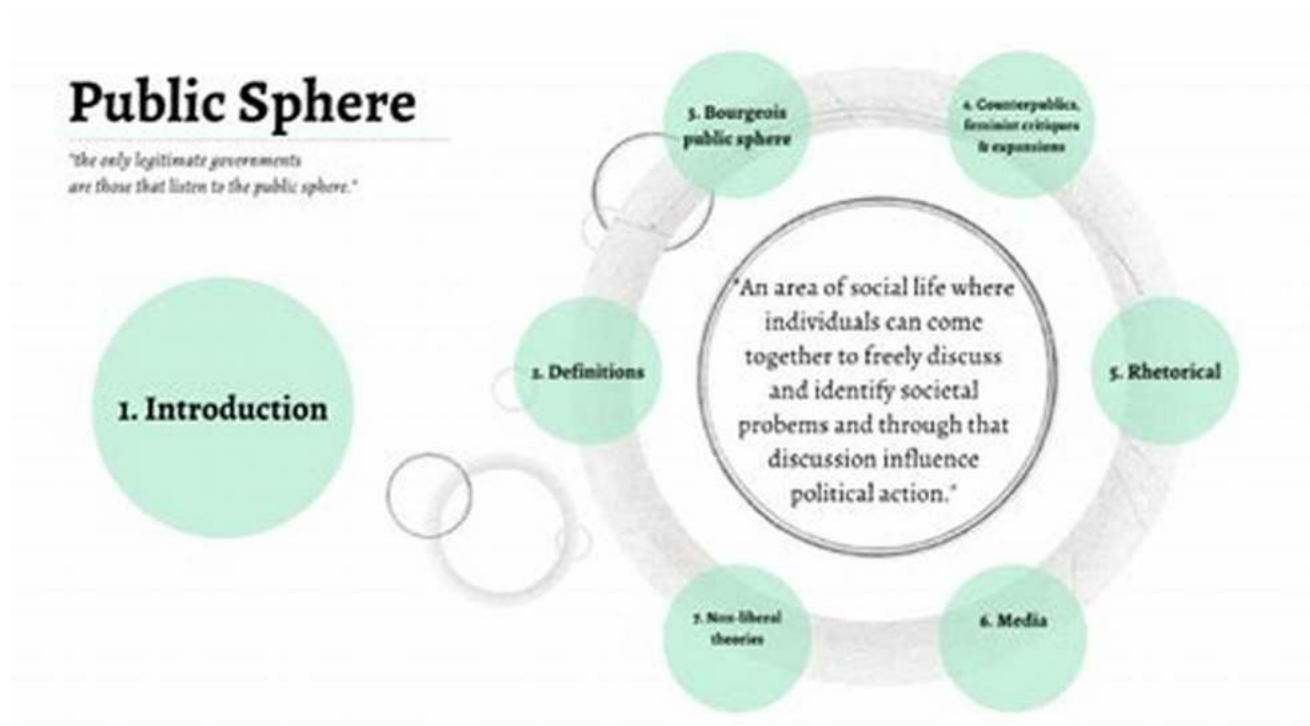 Public Sphere
"the only legitimate governments
are those that listen to the public sphere."
1. Introduction
2. Definitions
3. Bourgeois
public sphere
4. Counterpublics,
feminist critiques
& expansions
5. Rhetorical
6. Media
7. Non-liberal
theories
"An area of social life where
individuals can come
together to freely discuss
and identify societal
probems and through that
discussion influence
political action."